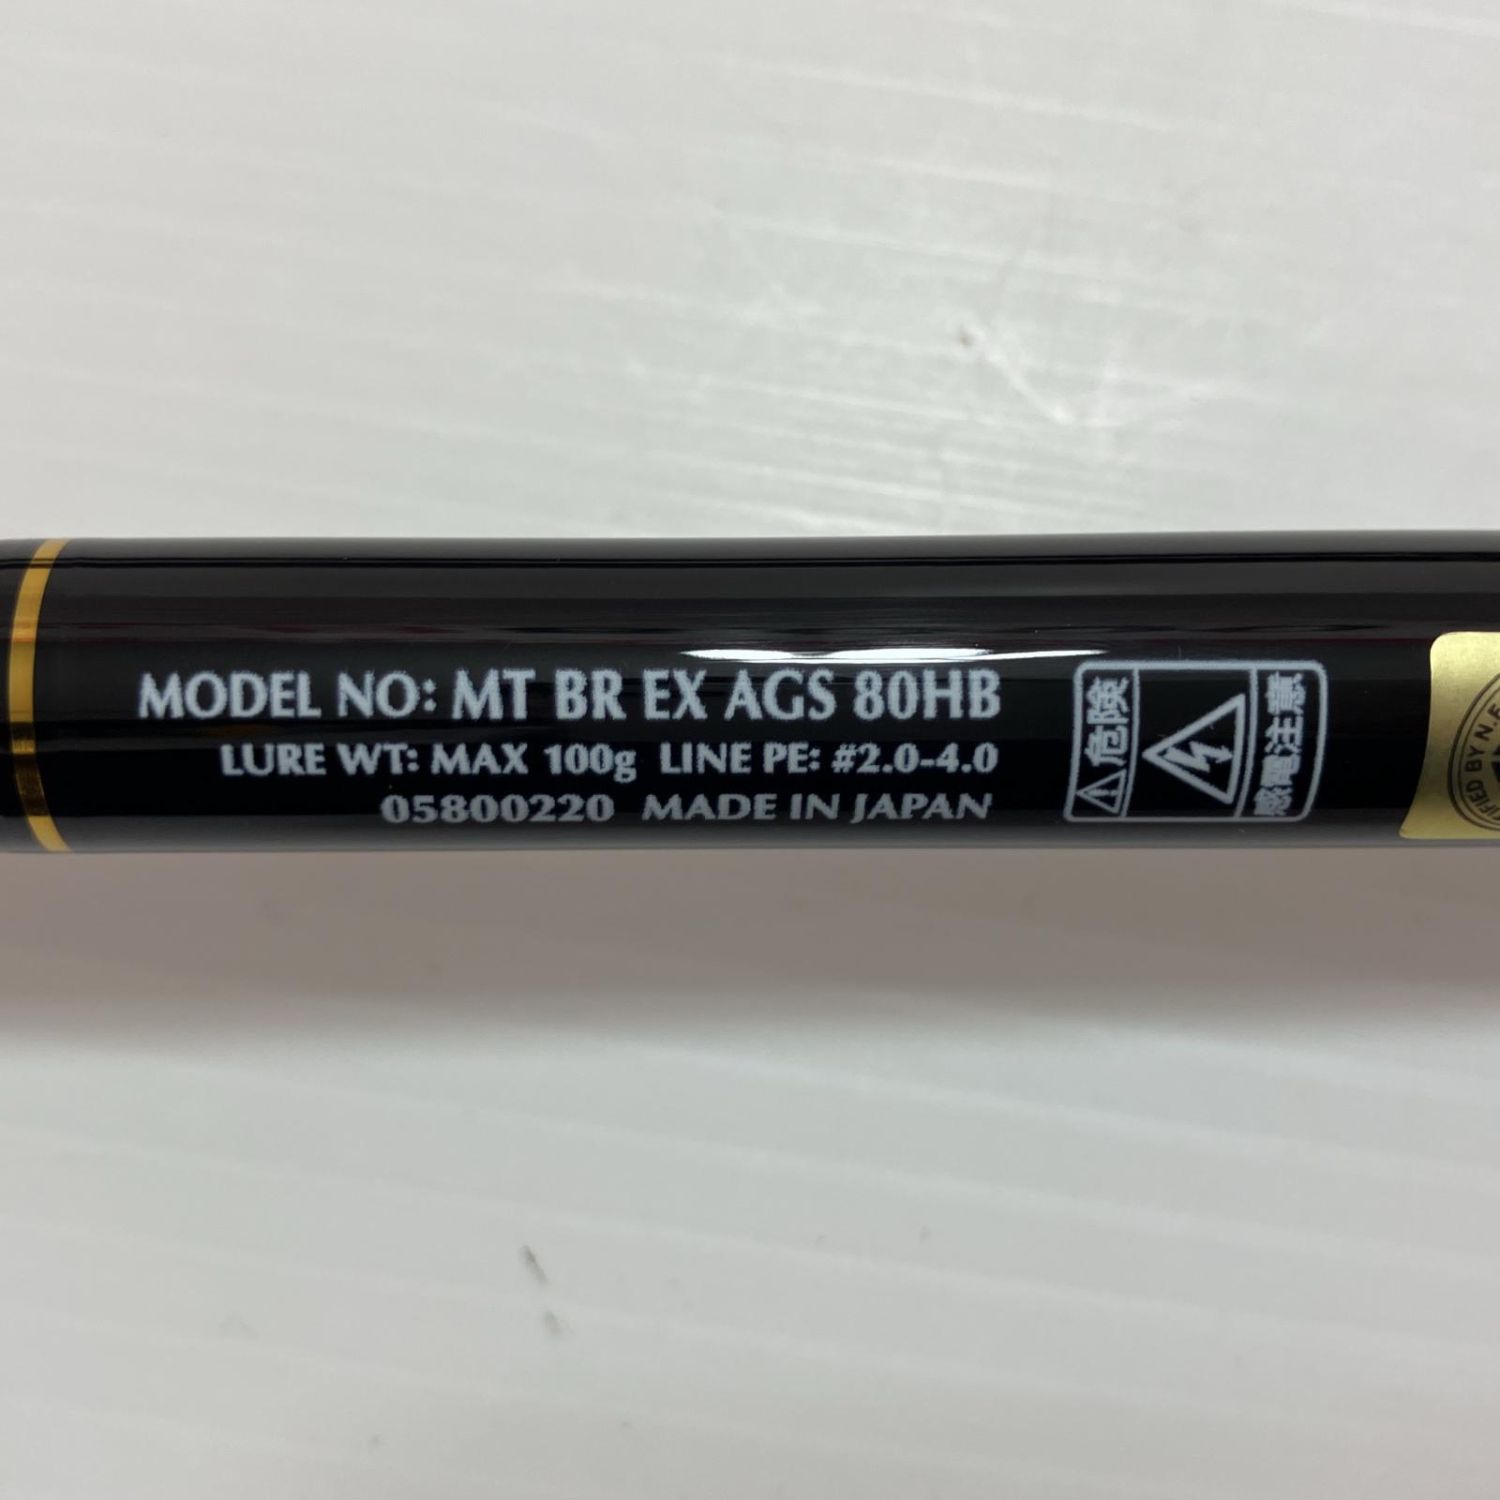 MODEL NO: MT BR EX AGS 80HB
LURE WT: MAX 100g LINE PE: #2.0-4.0
05800220 MADE IN JAPAN
危険
感電注意
BY N.F